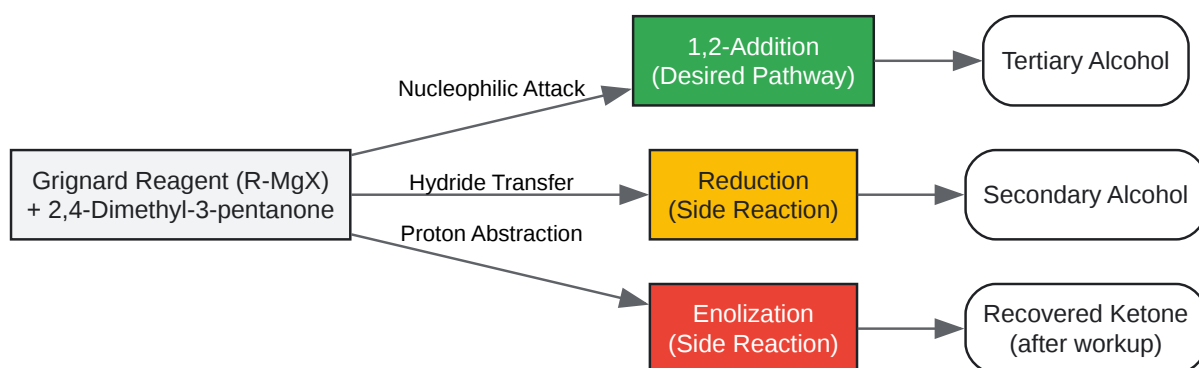 1,2-Addition
(Desired Pathway)
Tertiary Alcohol
Nucleophilic Attack
Grignard Reagent (R-MgX)
+ 2,4-Dimethyl-3-pentanone
Hydride Transfer
Reduction
(Side Reaction)
Secondary Alcohol
Proton Abstraction
Enolization
(Side Reaction)
Recovered Ketone
(after workup)